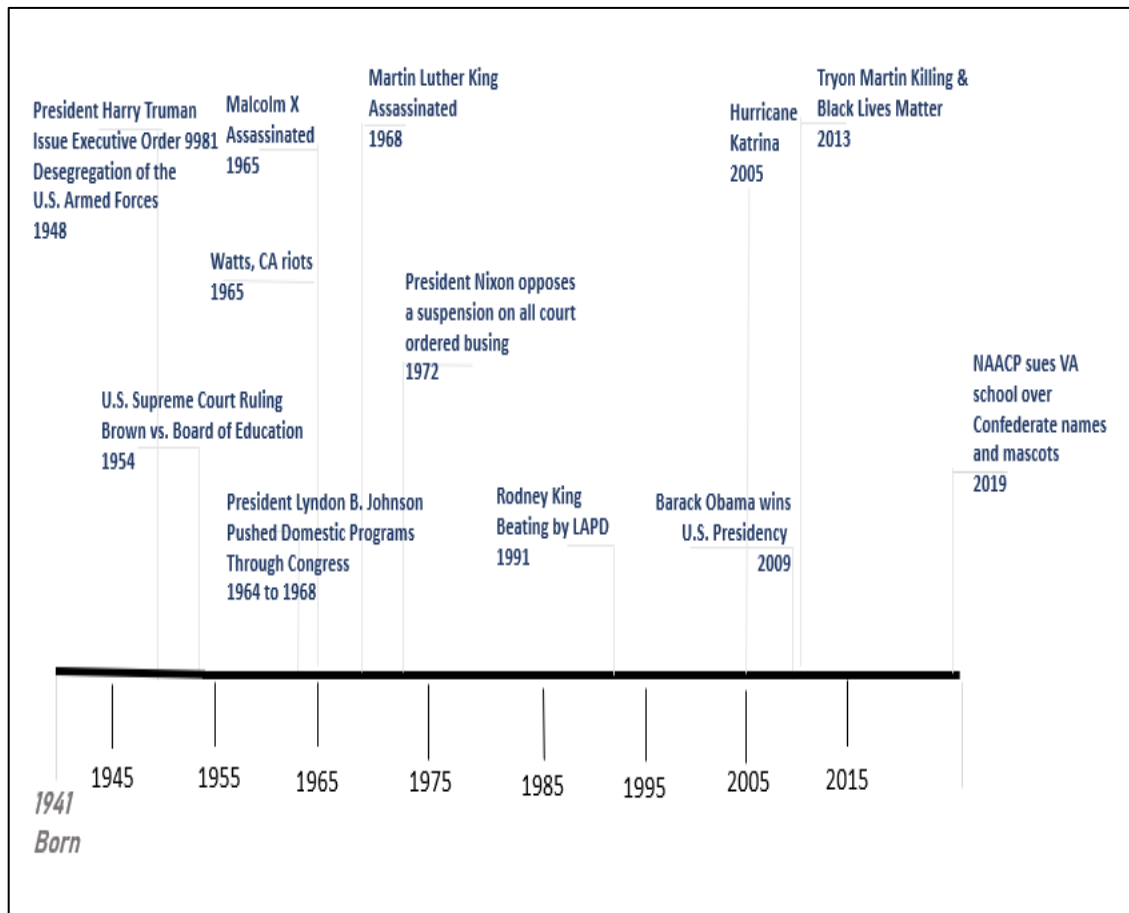 President Harry Truman
Issue Executive Order 9981
Desegregation of the
U.S. Armed Forces
1948
Malcolm X
Assassinated
1965
Martin Luther King
Assassinated
1968
Hurricane
Katrina
2005
Tryon Martin Killing &
Black Lives Matter
2013
Watts, CA riots
1965
President Nixon opposes
a suspension on all court
ordered busing
1972
U.S. Supreme Court Ruling
Brown vs. Board of Education
1954
NAACP sues VA
school over
Confederate names
and mascots
2019
President Lyndon B. Johnson
Pushed Domestic Programs
Through Congress
1964 to 1968
Rodney King
Beating by LAPD
1991
Barack Obama wins
U.S. Presidency
2009
1945 1955 1965 1975 1985 1995 2005 2015
1941
Born